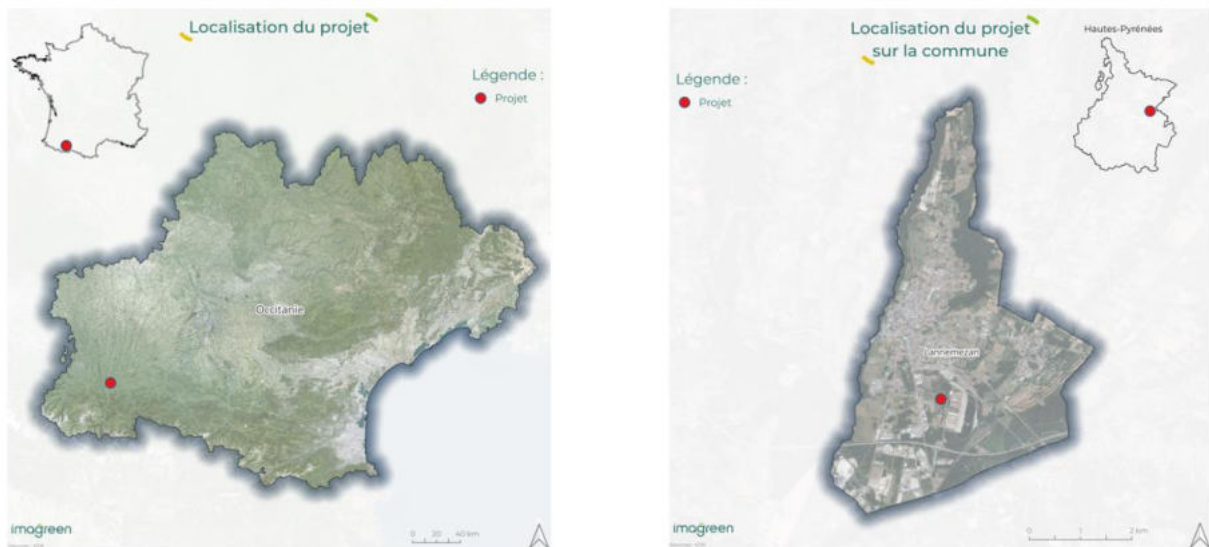 Localisation du projet
Légende :
Projet
Occitanie
imagreen
0 20 40 km
Localisation du projet
sur la commune
Hautes-Pyrénées
Légende :
Projet
Lannemezan
imagreen
0 1 2 km